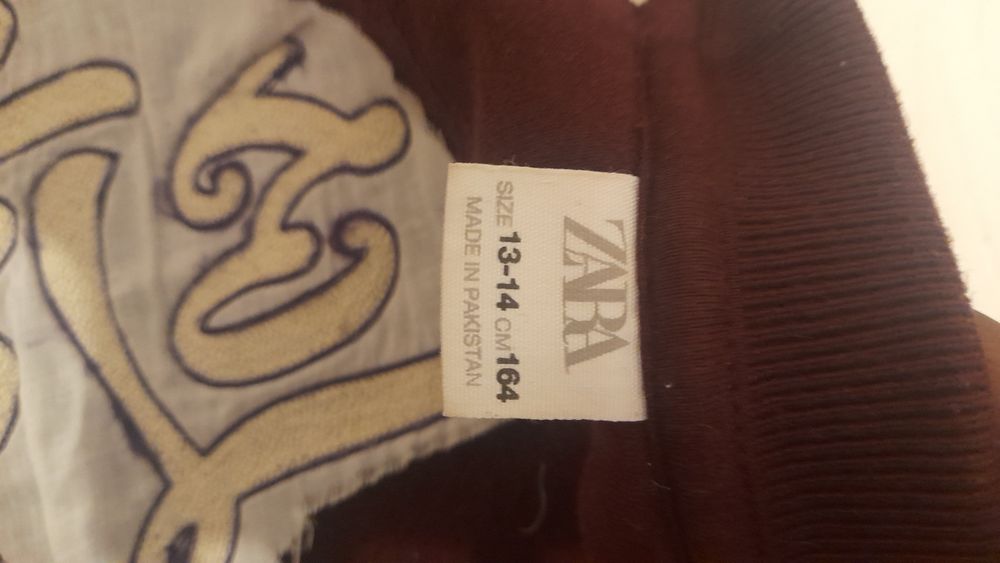 ZARA
SIZE 13-14 CM 164
MADE IN PAKISTAN